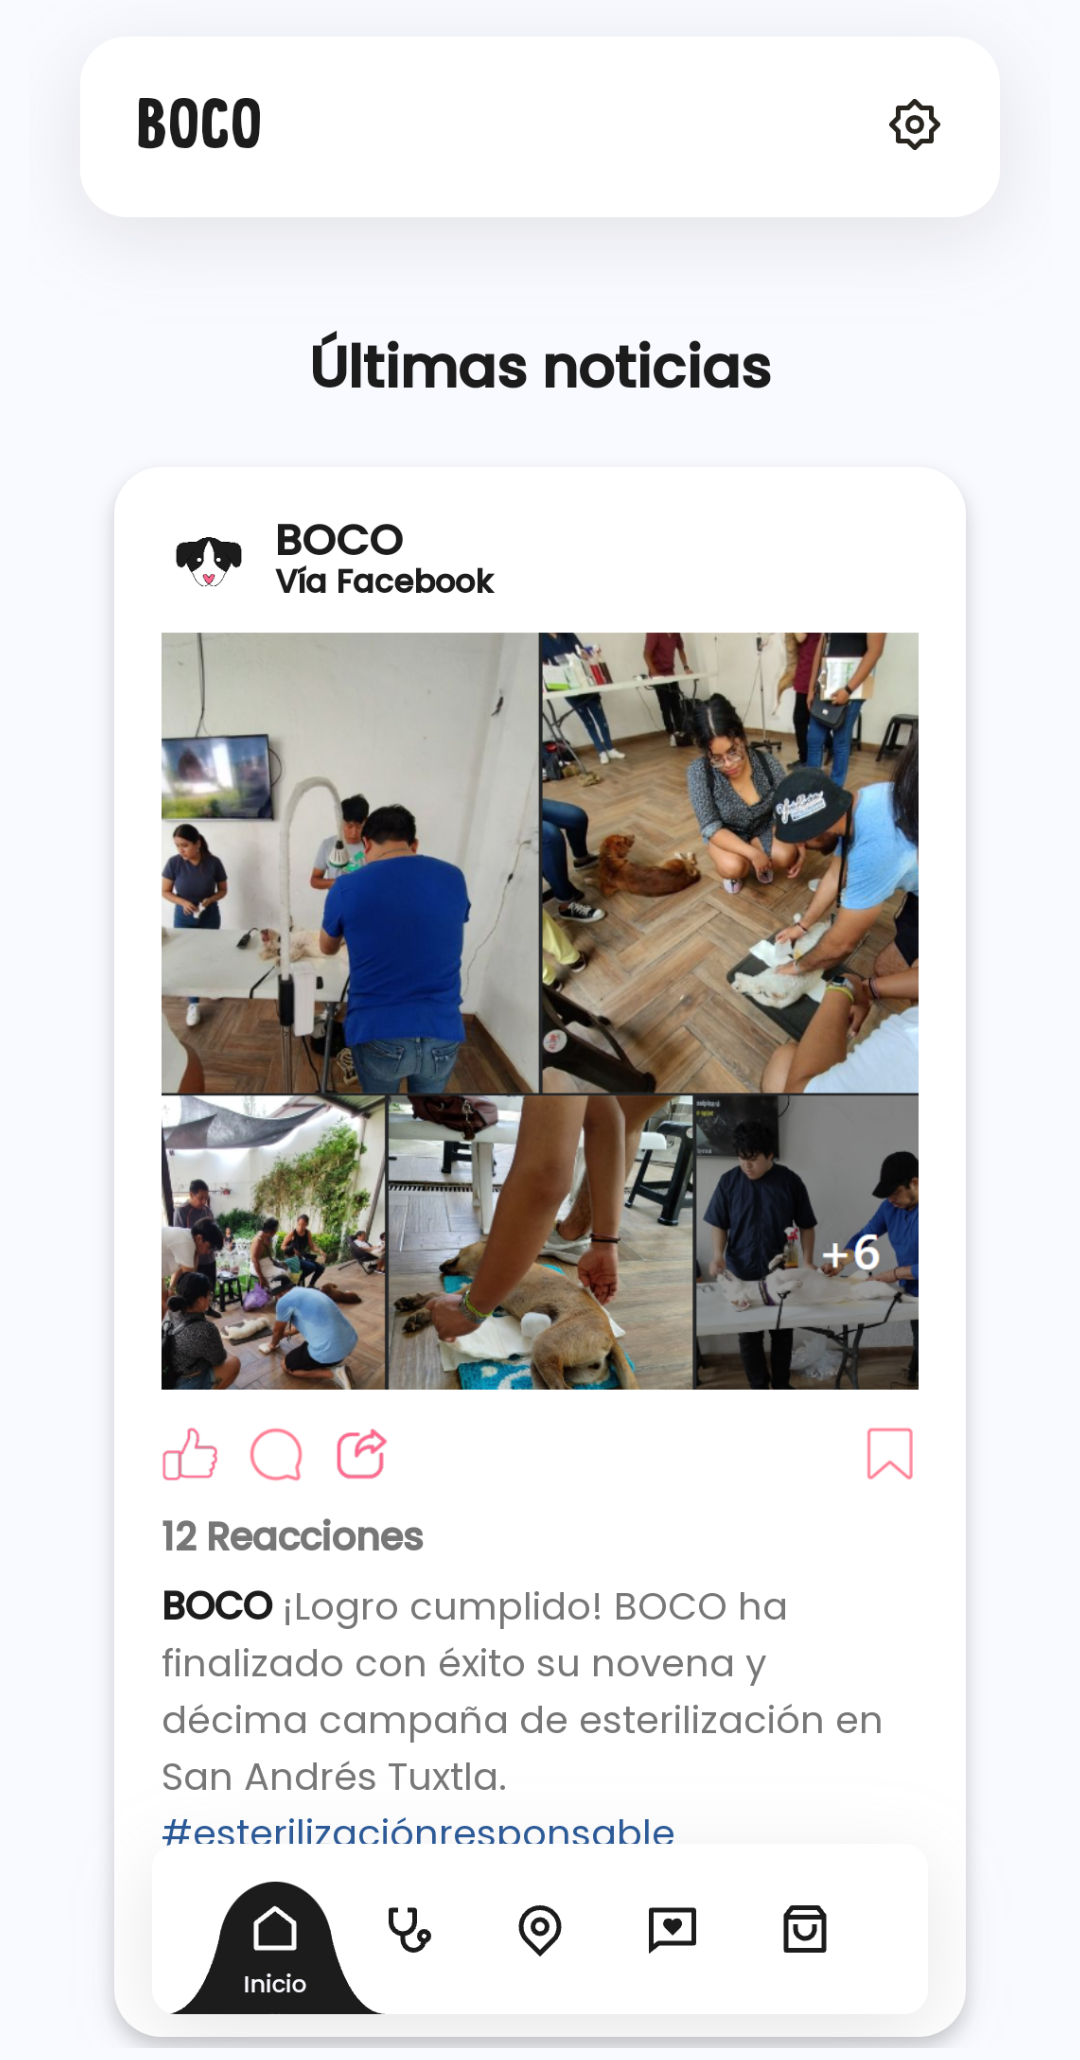 BOCO
Últimas noticias
BOCO
Vía Facebook
+6
12 Reacciones
BOCO ¡Logro cumplido! BOCO ha
finalizado con éxito su novena y
décima campaña de esterilización en
San Andrés Tuxtla.
#esterilizaciónresponsable
Inicio